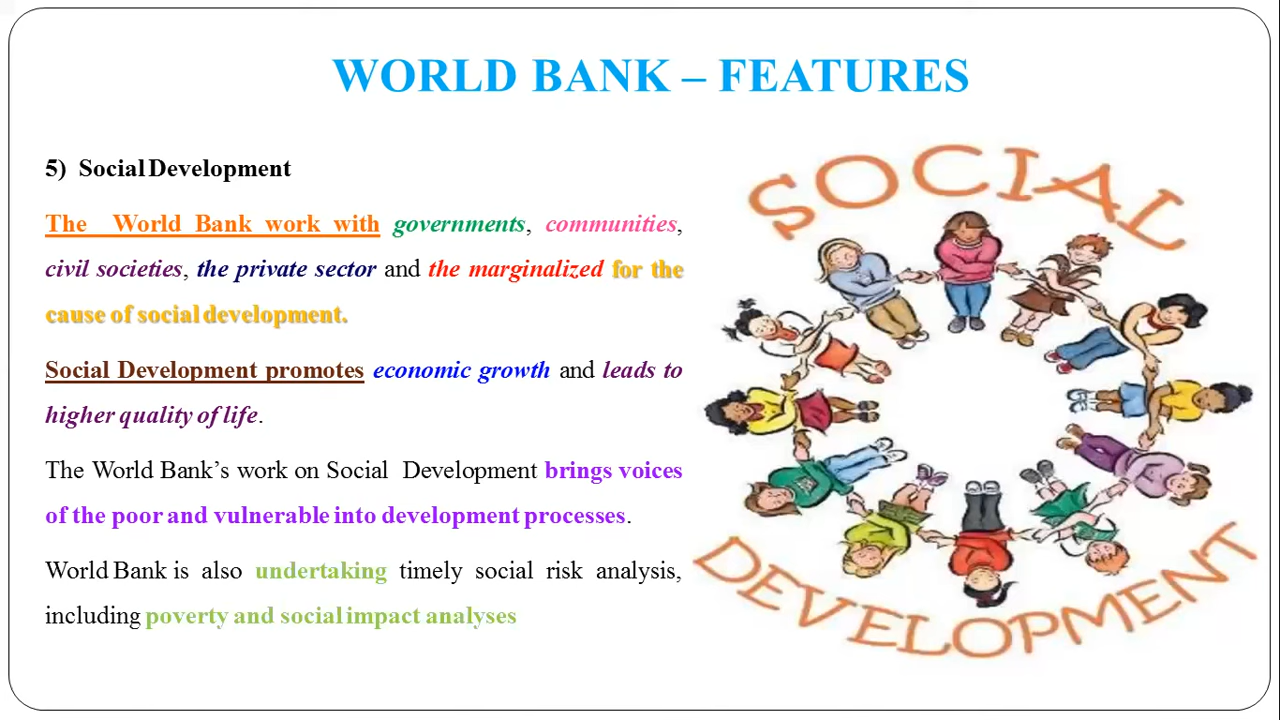 WORLD BANK – FEATURES
5) Social Development
The World Bank work with governments, communities,
civil societies, the private sector and the marginalized for the
cause of social development.
Social Development promotes economic growth and leads to
higher quality of life.
The World Bank’s work on Social Development brings voices
of the poor and vulnerable into development processes.
World Bank is also undertaking timely social risk analysis,
including poverty and social impact analyses
SOCIAL
DEVELOPMENT